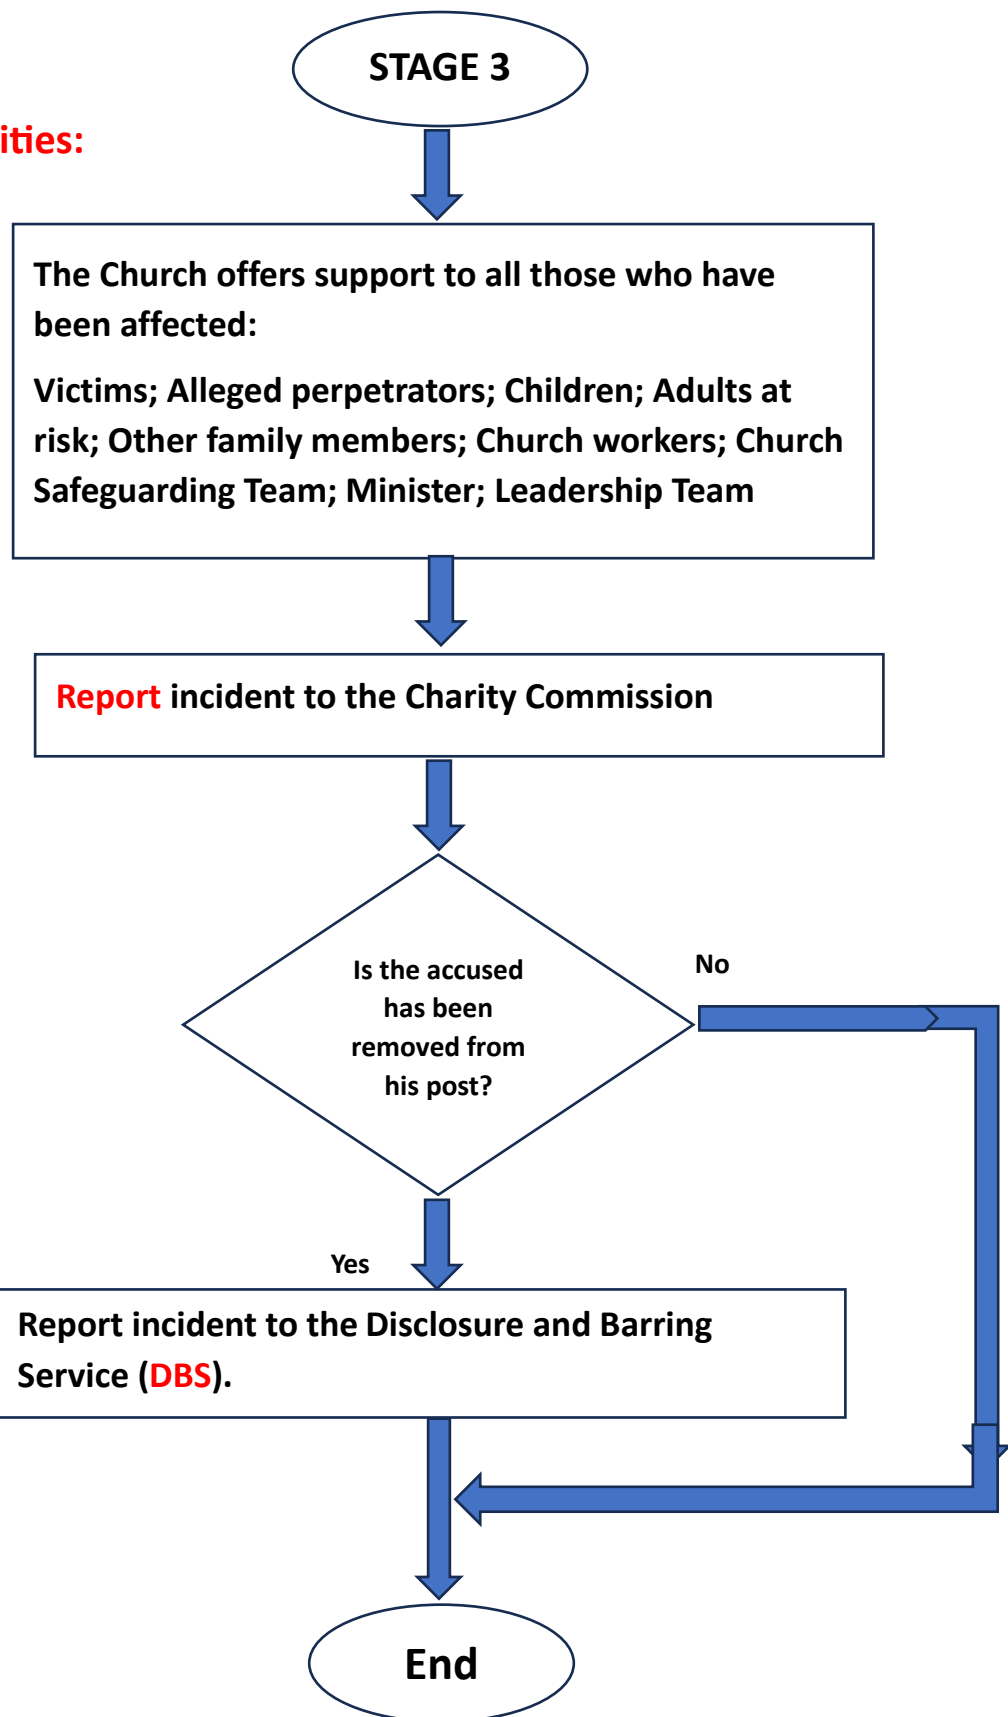 STAGE 3
ities:
The Church offers support to all those who have
been affected:
Victims; Alleged perpetrators; Children; Adults at
risk; Other family members; Church workers; Church
Safeguarding Team; Minister; Leadership Team
Report incident to the Charity Commission
Is the accused
has been
removed from
his post?
No
Yes
Report incident to the Disclosure and Barring
Service (DBS).
End